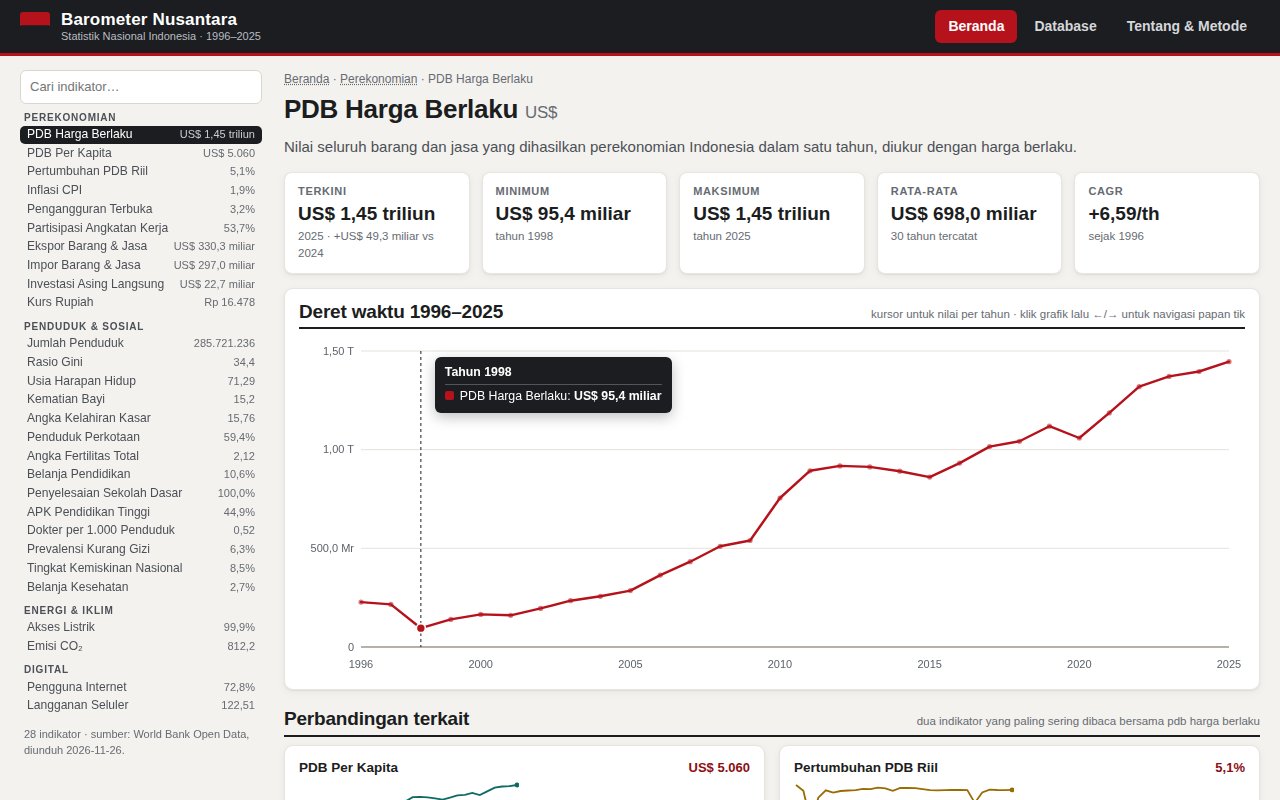 Barometer Nusantara
Statistik Nasional Indonesia · 1996–2025
Beranda
Database
Tentang & Metode
Cari indikator…
PEREKONOMIAN
PDB Harga Berlaku US$ 1,45 triliun
PDB Per Kapita US$ 5.060
Pertumbuhan PDB Riil 5,1%
Inflasi CPI 1,9%
Pengangguran Terbuka 3,2%
Partisipasi Angkatan Kerja 53,7%
Ekspor Barang & Jasa US$ 330,3 miliar
Impor Barang & Jasa US$ 297,0 miliar
Investasi Asing Langsung US$ 22,7 miliar
Kurs Rupiah Rp 16.478
PENDUDUK & SOSIAL
Jumlah Penduduk 285.721.236
Rasio Gini 34,4
Usia Harapan Hidup 71,29
Kematian Bayi 15,2
Angka Kelahiran Kasar 15,76
Penduduk Perkotaan 59,4%
Angka Fertilitas Total 2,12
Belanja Pendidikan 10,6%
Penyelesaian Sekolah Dasar 100,0%
APK Pendidikan Tinggi 44,9%
Dokter per 1.000 Penduduk 0,52
Prevalensi Kurang Gizi 6,3%
Tingkat Kemiskinan Nasional 8,5%
Belanja Kesehatan 2,7%
ENERGI & IKLIM
Akses Listrik 99,9%
Emisi CO₂ 812,2
DIGITAL
Pengguna Internet 72,8%
Langganan Seluler 122,51
28 indikator · sumber: World Bank Open Data,
diunduh 2026-11-26.
Beranda · Perekonomian · PDB Harga Berlaku
PDB Harga Berlaku US$
Nilai seluruh barang dan jasa yang dihasilkan perekonomian Indonesia dalam satu tahun, diukur dengan harga berlaku.
TERKINI
US$ 1,45 triliun
2025 · +US$ 49,3 miliar vs
2024
MINIMUM
US$ 95,4 miliar
tahun 1998
MAKSIMUM
US$ 1,45 triliun
tahun 2025
RATA-RATA
US$ 698,0 miliar
30 tahun tercatat
CAGR
+6,59/th
sejak 1996
Deret waktu 1996–2025
kursor untuk nilai per tahun · klik grafik lalu ←/→ untuk navigasi papan tik
1,50 T
1,00 T
500,0 Mr
0
Tahun 1998
PDB Harga Berlaku: US$ 95,4 miliar
1996 2000 2005 2010 2015 2020 2025
Perbandingan terkait
dua indikator yang paling sering dibaca bersama pdb harga berlaku
PDB Per Kapita US$ 5.060
Pertumbuhan PDB Riil 5,1%